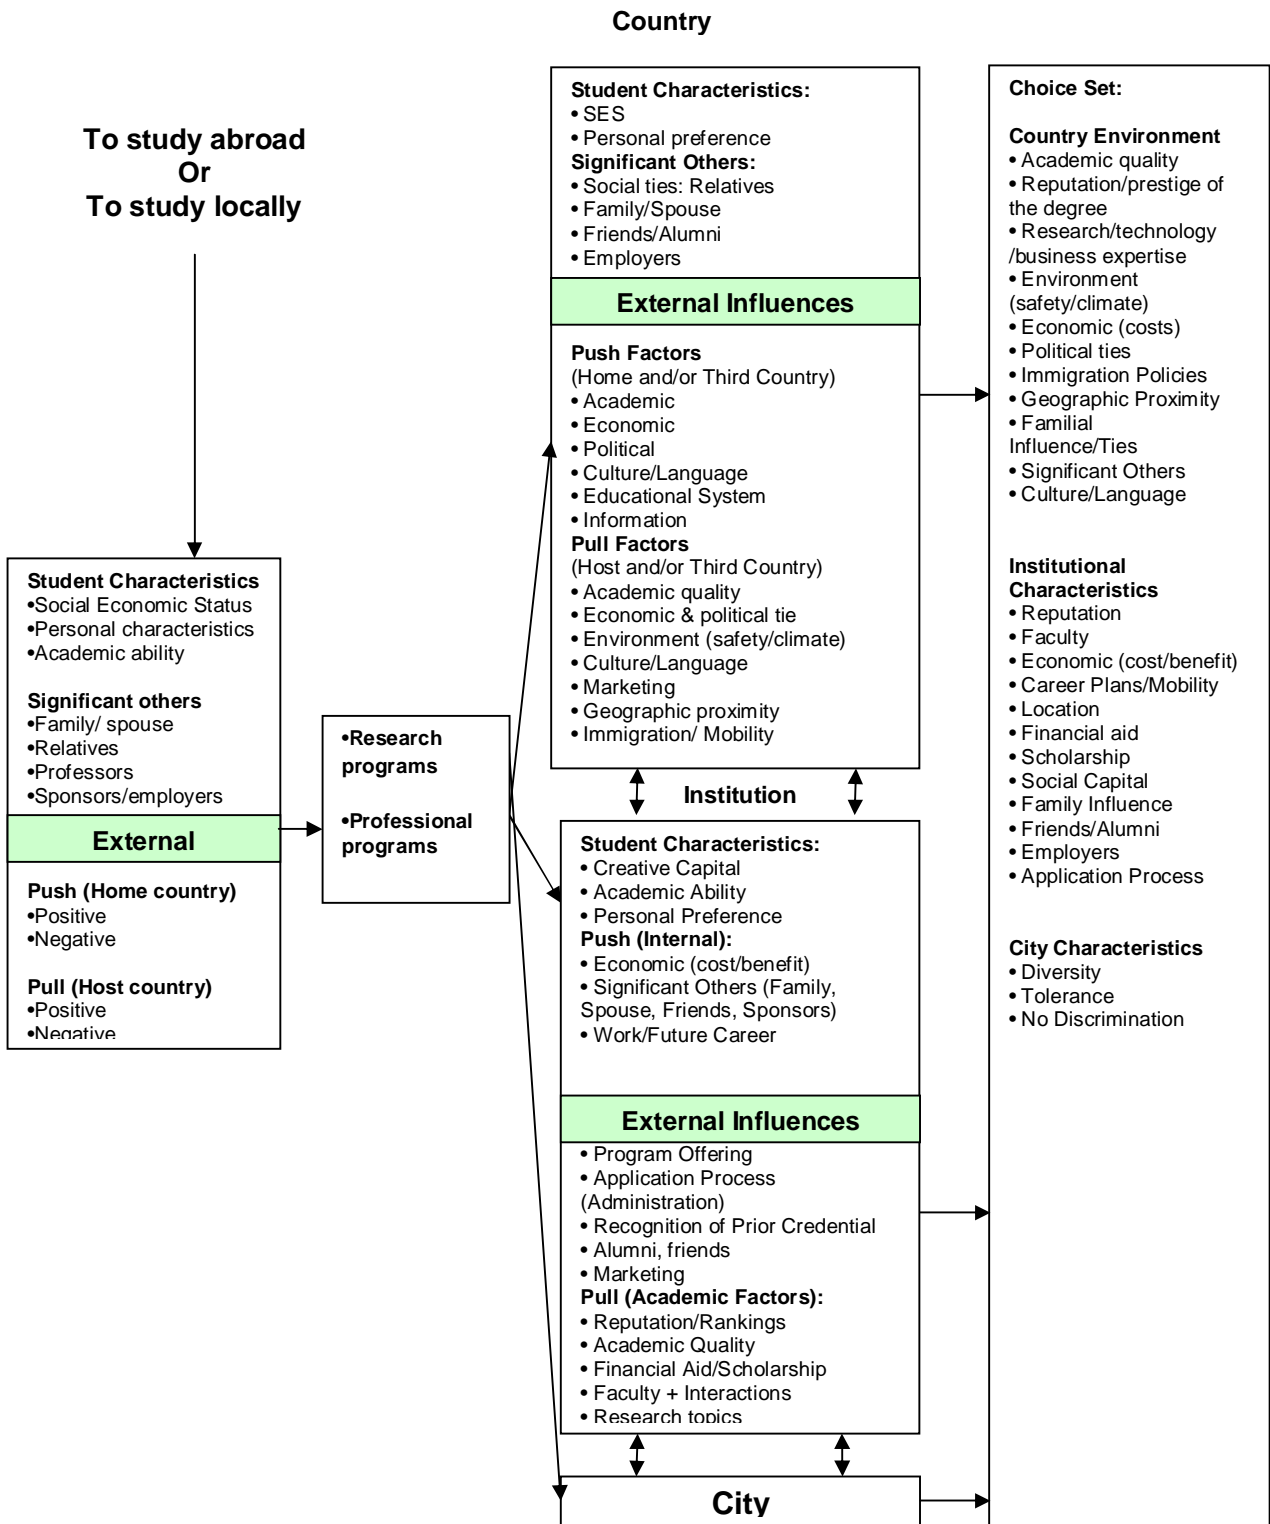 Country
To study abroad
Or
To study locally
Student Characteristics
•Social Economic Status
•Personal characteristics
•Academic ability
Significant others
•Family/ spouse
•Relatives
•Professors
•Sponsors/employers
External
Push (Home country)
•Positive
•Negative
Pull (Host country)
•Positive
•Negative
•Research
programs
•Professional
programs
Student Characteristics:
• SES
• Personal preference
Significant Others:
• Social ties: Relatives
• Family/Spouse
• Friends/Alumni
• Employers
External Influences
Push Factors
(Home and/or Third Country)
• Academic
• Economic
• Political
• Culture/Language
• Educational System
• Information
Pull Factors
(Host and/or Third Country)
• Academic quality
• Economic & political tie
• Environment (safety/climate)
• Culture/Language
• Marketing
• Geographic proximity
• Immigration/ Mobility
Institution
Student Characteristics:
• Creative Capital
• Academic Ability
• Personal Preference
Push (Internal):
• Economic (cost/benefit)
• Significant Others (Family,
Spouse, Friends, Sponsors)
• Work/Future Career
External Influences
• Program Offering
• Application Process
(Administration)
• Recognition of Prior Credential
• Alumni, friends
• Marketing
Pull (Academic Factors):
• Reputation/Rankings
• Academic Quality
• Financial Aid/Scholarship
• Faculty + Interactions
• Research topics
City
Choice Set:
Country Environment
• Academic quality
• Reputation/prestige of
the degree
• Research/technology
/business expertise
• Environment
(safety/climate)
• Economic (costs)
• Political ties
• Immigration Policies
• Geographic Proximity
• Familial
Influence/Ties
• Significant Others
• Culture/Language
Institutional
Characteristics
• Reputation
• Faculty
• Economic (cost/benefit)
• Career Plans/Mobility
• Location
• Financial aid
• Scholarship
• Social Capital
• Family Influence
• Friends/Alumni
• Employers
• Application Process
City Characteristics
• Diversity
• Tolerance
• No Discrimination